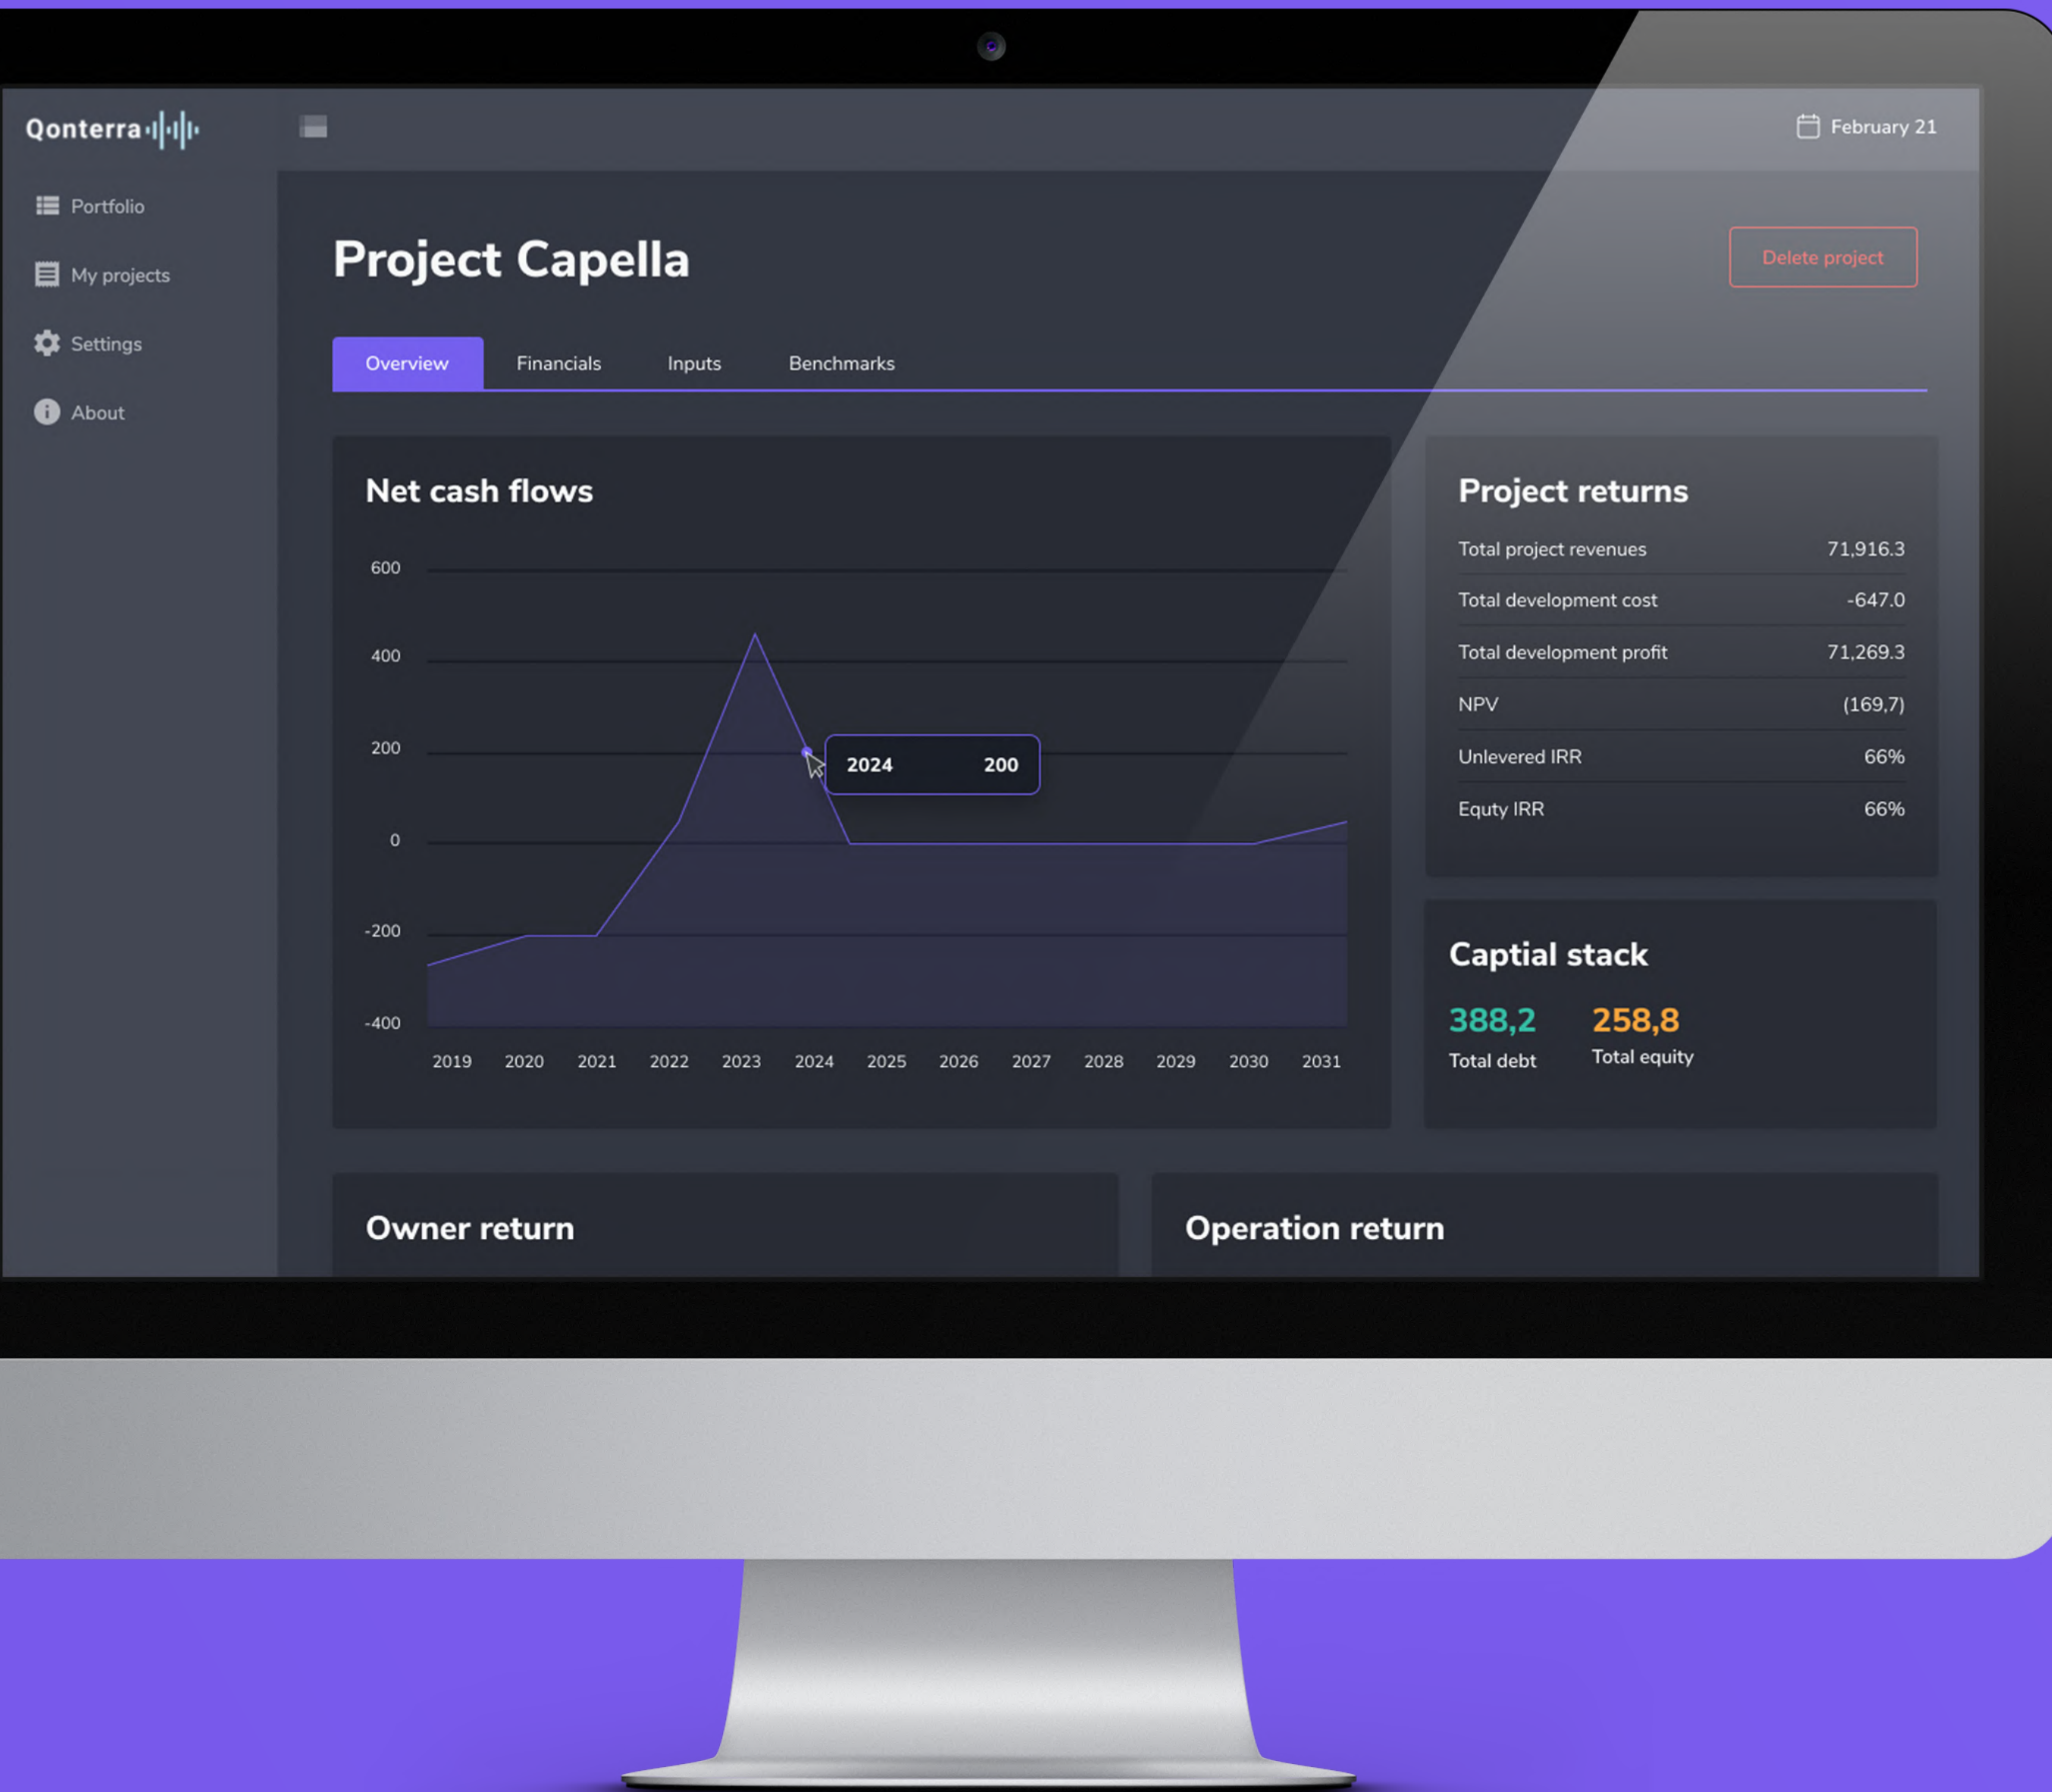 Qonterra
February 21
Portfolio
My projects
Settings
About
Project Capella
Delete project
Overview Financials Inputs Benchmarks
Net cash flows
600
400
200
0
-200
-400
2024 200
2019 2020 2021 2022 2023 2024 2025 2026 2027 2028 2029 2030 2031
Project returns
Total project revenues 71,916.3
Total development cost -647.0
Total development profit 71,269.3
NPV (169,7)
Unlevered IRR 66%
Equty IRR 66%
Captial stack
388,2 258,8
Total debt Total equity
Owner return
Operation return